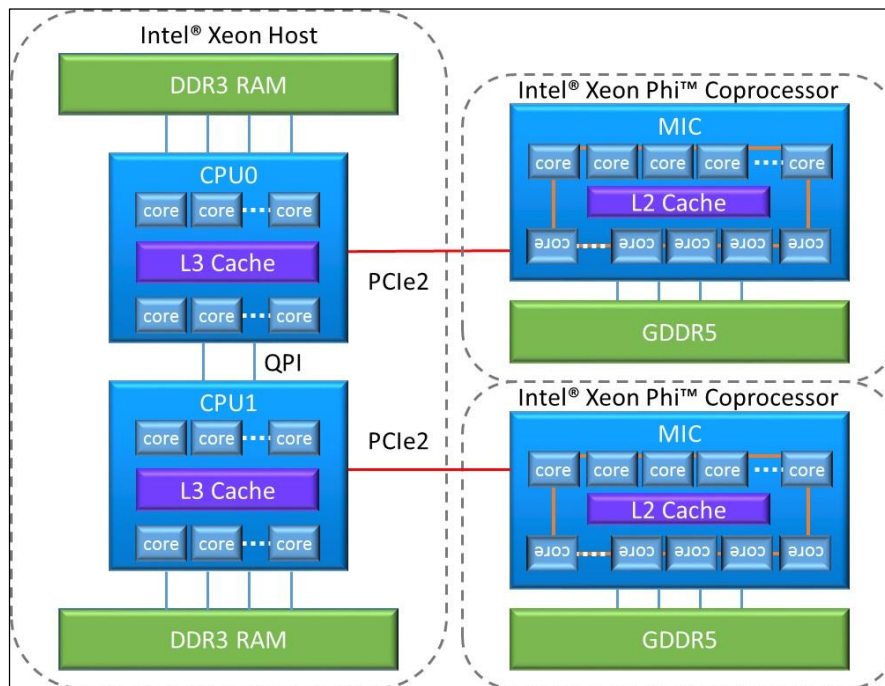 Intel® Xeon Host
DDR3 RAM
CPU0
core core core
L3 Cache
core core core
QPI
CPU1
core core core
L3 Cache
core core core
DDR3 RAM
PCIe2
PCIe2
Intel® Xeon Phi™ Coprocessor
MIC
core core core core core
L2 Cache
core core core core core
GDDR5
Intel® Xeon Phi™ Coprocessor
MIC
core core core core core
L2 Cache
core core core core core
GDDR5